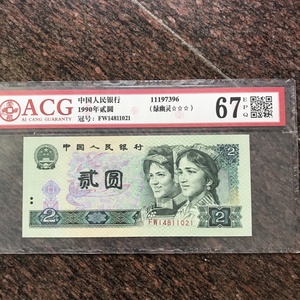 ACG
AI CANG GUARANTY
中国人民银行
1990年贰圆
冠号: FW14811021
11197396
(绿幽灵☆☆☆)
67 EPQ
中国人民银行
贰圆
2
2
2
FW14811021